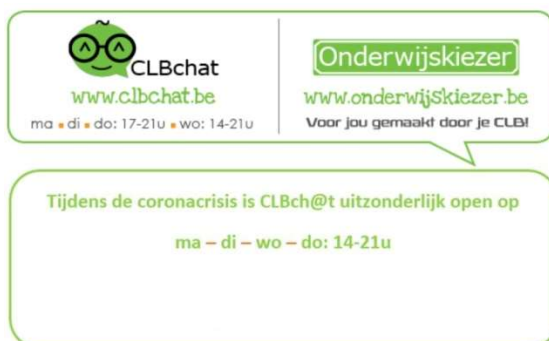 CLBchat
www.clbchat.be
ma ▪ di ▪ do: 17-21u ▪ wo: 14-21u
Onderwijskiezer
www.onderwijskiezer.be
Voor jou gemaakt door je CLB!
Tijdens de coronacrisis is CLBch@t uitzonderlijk open op
ma – di – wo – do: 14-21u